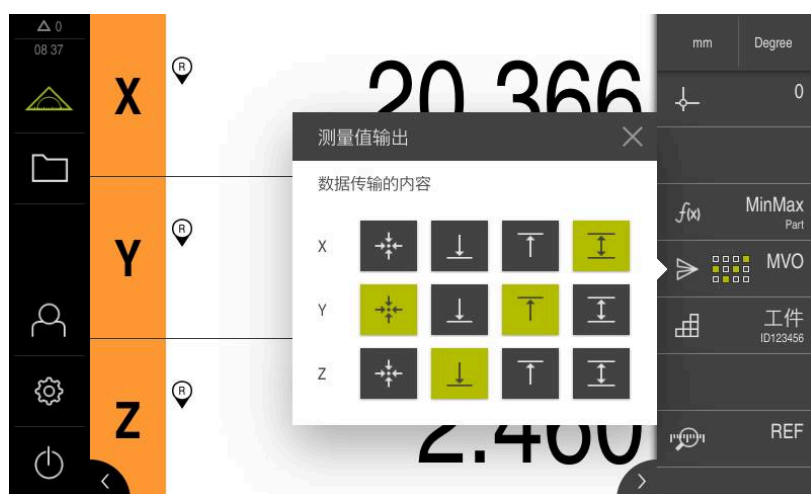 0
08 37
X
R
20.366
mm
Degree
0
测量值输出
数据传输的内容
X
Y
Z
Y
R
f(x)
MinMax
Part
MVO
工件
ID123456
Z
R
2.460
REF